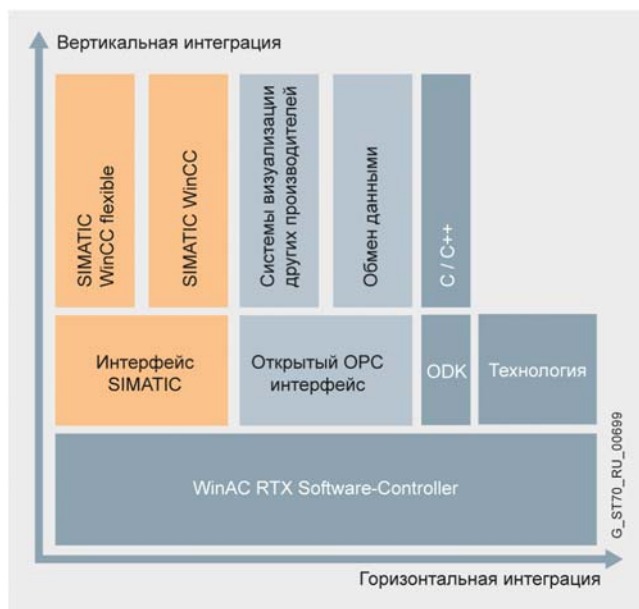 Вертикальная интеграция
SIMATIC
WinCC flexible
SIMATIC WinCC
Системы визуализации
других производителей
Обмен данными
C / C++
Интерфейс
SIMATIC
Открытый OPC
интерфейс
ODK
Технология
WinAC RTX Software-Controller
G_ST70_RU_00699
Горизонтальная интеграция